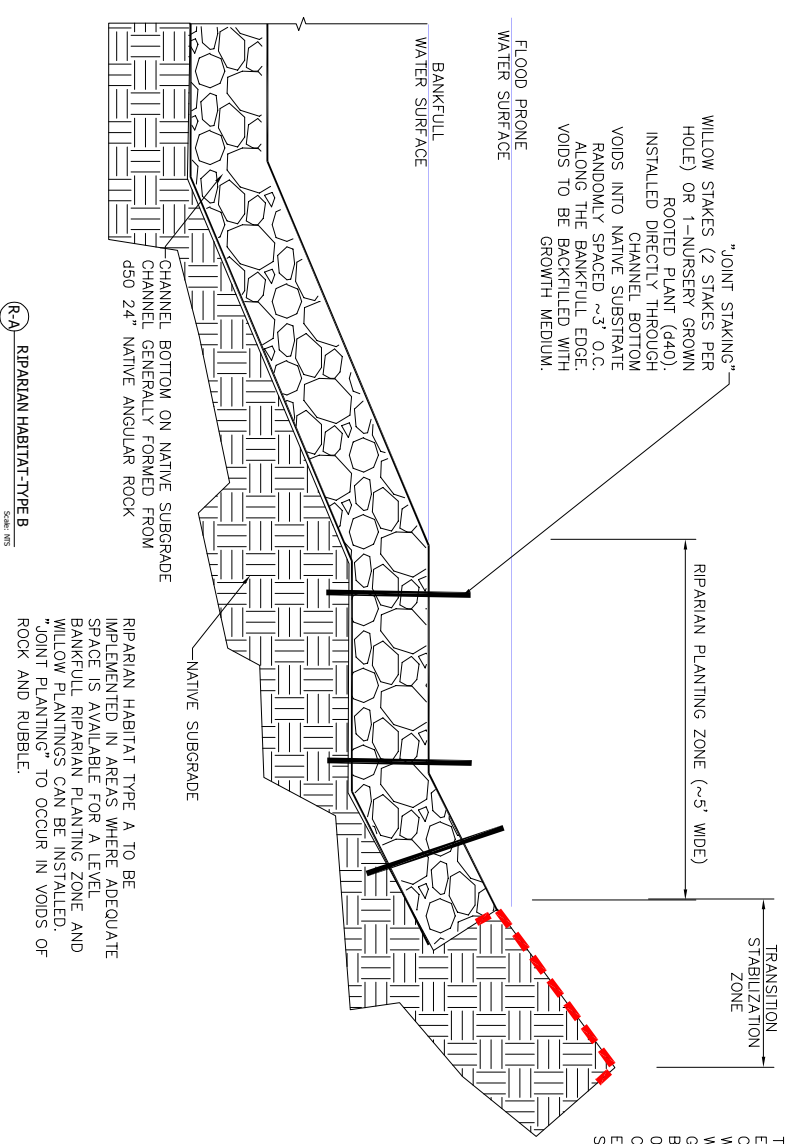 "JOINT STAKING"
WILLOW STAKES (2 STAKES PER
HOLE) OR 1-NURSERY GROWN
ROOTED PLANT (d40).
INSTALLED DIRECTLY THROUGH
CHANNEL BOTTOM
VOIDS INTO NATIVE SUBSTRATE
RANDOMLY SPACED ~3' O.C.
ALONG THE BANKFULL EDGE.
VOIDS TO BE BACKFILLED WITH
GROWTH MEDIUM.
FLOOD PRONE
WATER SURFACE
BANKFULL
WATER SURFACE
RIPARIAN PLANTING ZONE (~5' WIDE)
TRANSITION
STABILIZATION
ZONE
CHANNEL BOTTOM ON NATIVE SUBGRADE
CHANNEL GENERALLY FORMED FROM
d50 24" NATIVE ANGULAR ROCK
NATIVE SUBGRADE
RIPARIAN HABITAT TYPE A TO BE
IMPLEMENTED IN AREAS WHERE ADEQUATE
SPACE IS AVAILABLE FOR A LEVEL
BANKFULL RIPARIAN PLANTING ZONE AND
WILLOW PLANTINGS CAN BE INSTALLED.
"JOINT PLANTING" TO OCCUR IN VOIDS OF
ROCK AND RUBBLE.
R-A RIPARIAN HABITAT-TYPE B
Scale: NTS